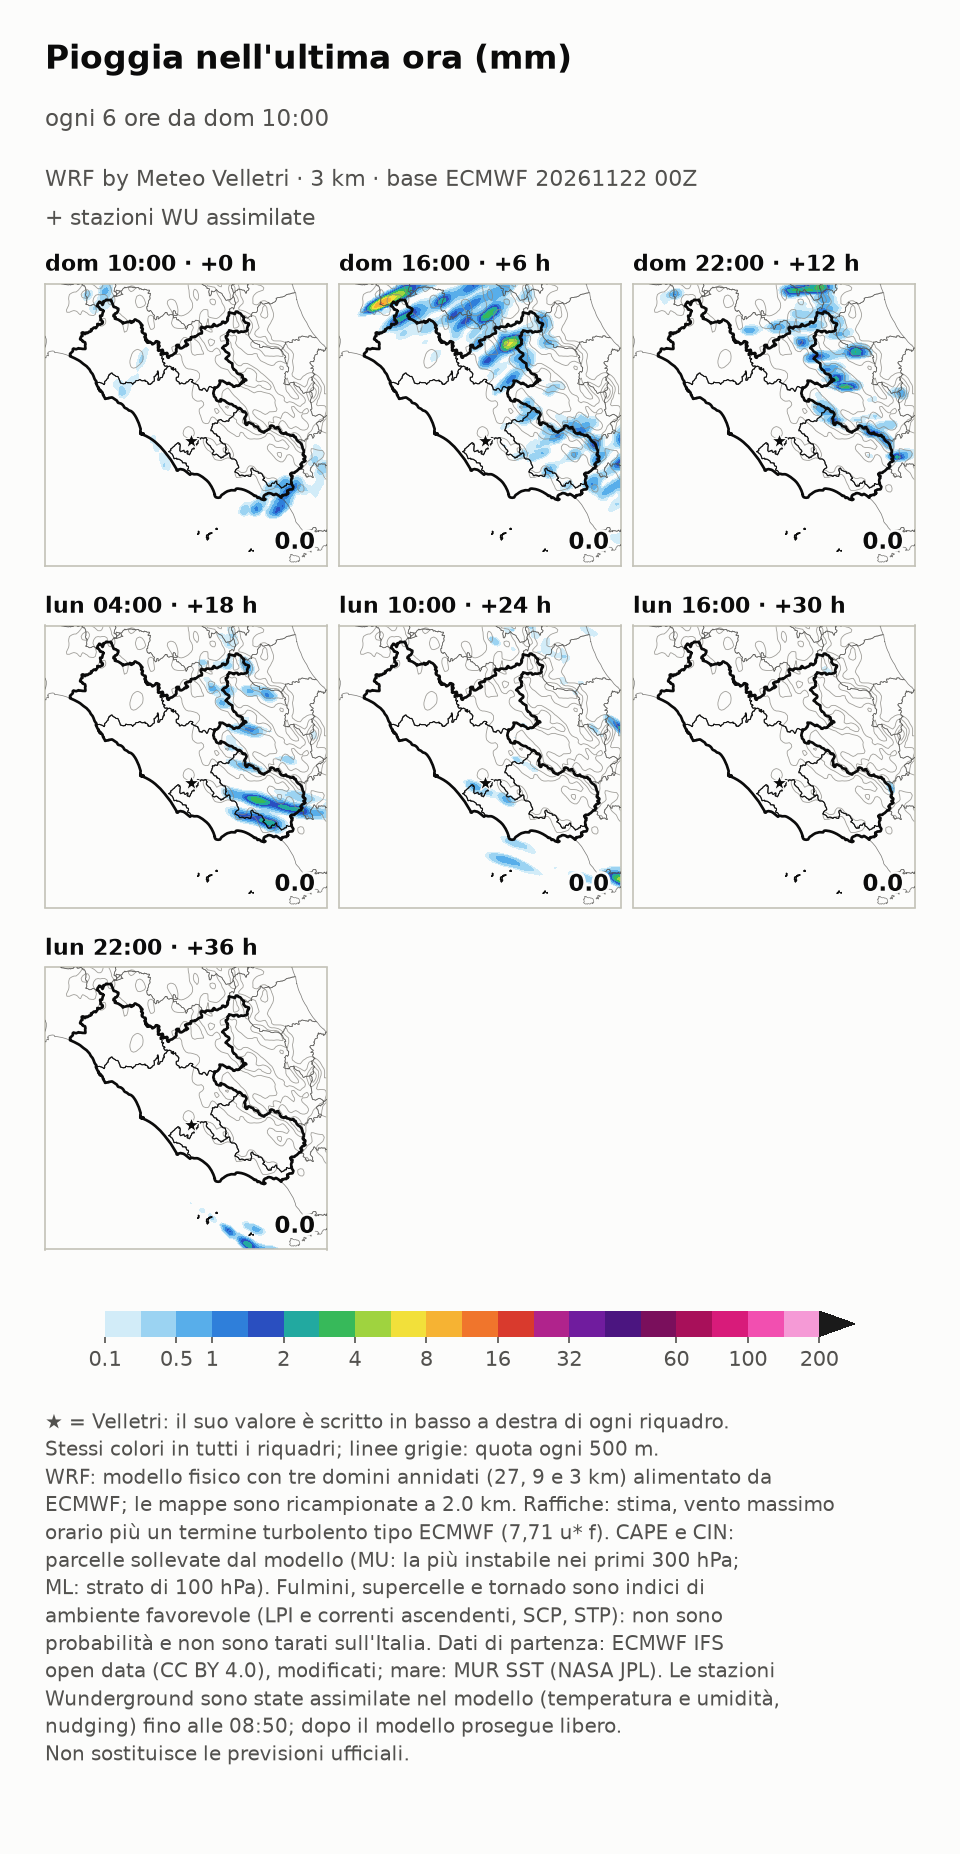 Pioggia nell'ultima ora (mm)
ogni 6 ore da dom 10:00
WRF by Meteo Velletri · 3 km · base ECMWF 20261122 00Z
+ stazioni WU assimilate
dom 10:00 · +0 h
dom 16:00 · +6 h
dom 22:00 · +12 h
0.0
0.0
0.0
lun 04:00 · +18 h
lun 10:00 · +24 h
lun 16:00 · +30 h
0.0
0.0
0.0
lun 22:00 · +36 h
0.0
0.1 0.5 1 2 4 8 16 32 60 100 200
★ = Velletri: il suo valore è scritto in basso a destra di ogni riquadro.
Stessi colori in tutti i riquadri; linee grigie: quota ogni 500 m.
WRF: modello fisico con tre domini annidati (27, 9 e 3 km) alimentato da
ECMWF; le mappe sono ricampionate a 2.0 km. Raffiche: stima, vento massimo
orario più un termine turbolento tipo ECMWF (7,71 u* f). CAPE e CIN:
parcelle sollevate dal modello (MU: la più instabile nei primi 300 hPa;
ML: strato di 100 hPa). Fulmini, supercelle e tornado sono indici di
ambiente favorevole (LPI e correnti ascendenti, SCP, STP): non sono
probabilità e non sono tarati sull'Italia. Dati di partenza: ECMWF IFS
open data (CC BY 4.0), modificati; mare: MUR SST (NASA JPL). Le stazioni
Wunderground sono state assimilate nel modello (temperatura e umidità,
nudging) fino alle 08:50; dopo il modello prosegue libero.
Non sostituisce le previsioni ufficiali.